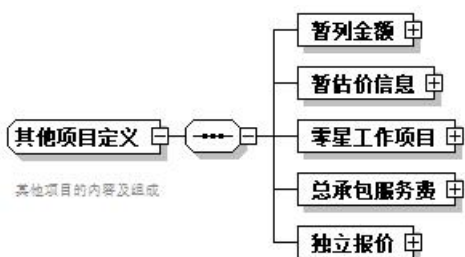 暂列金额
暂估价信息
其他项目定义
零星工作项目
其他项目的内容及组成
总承包服务费
独立报价